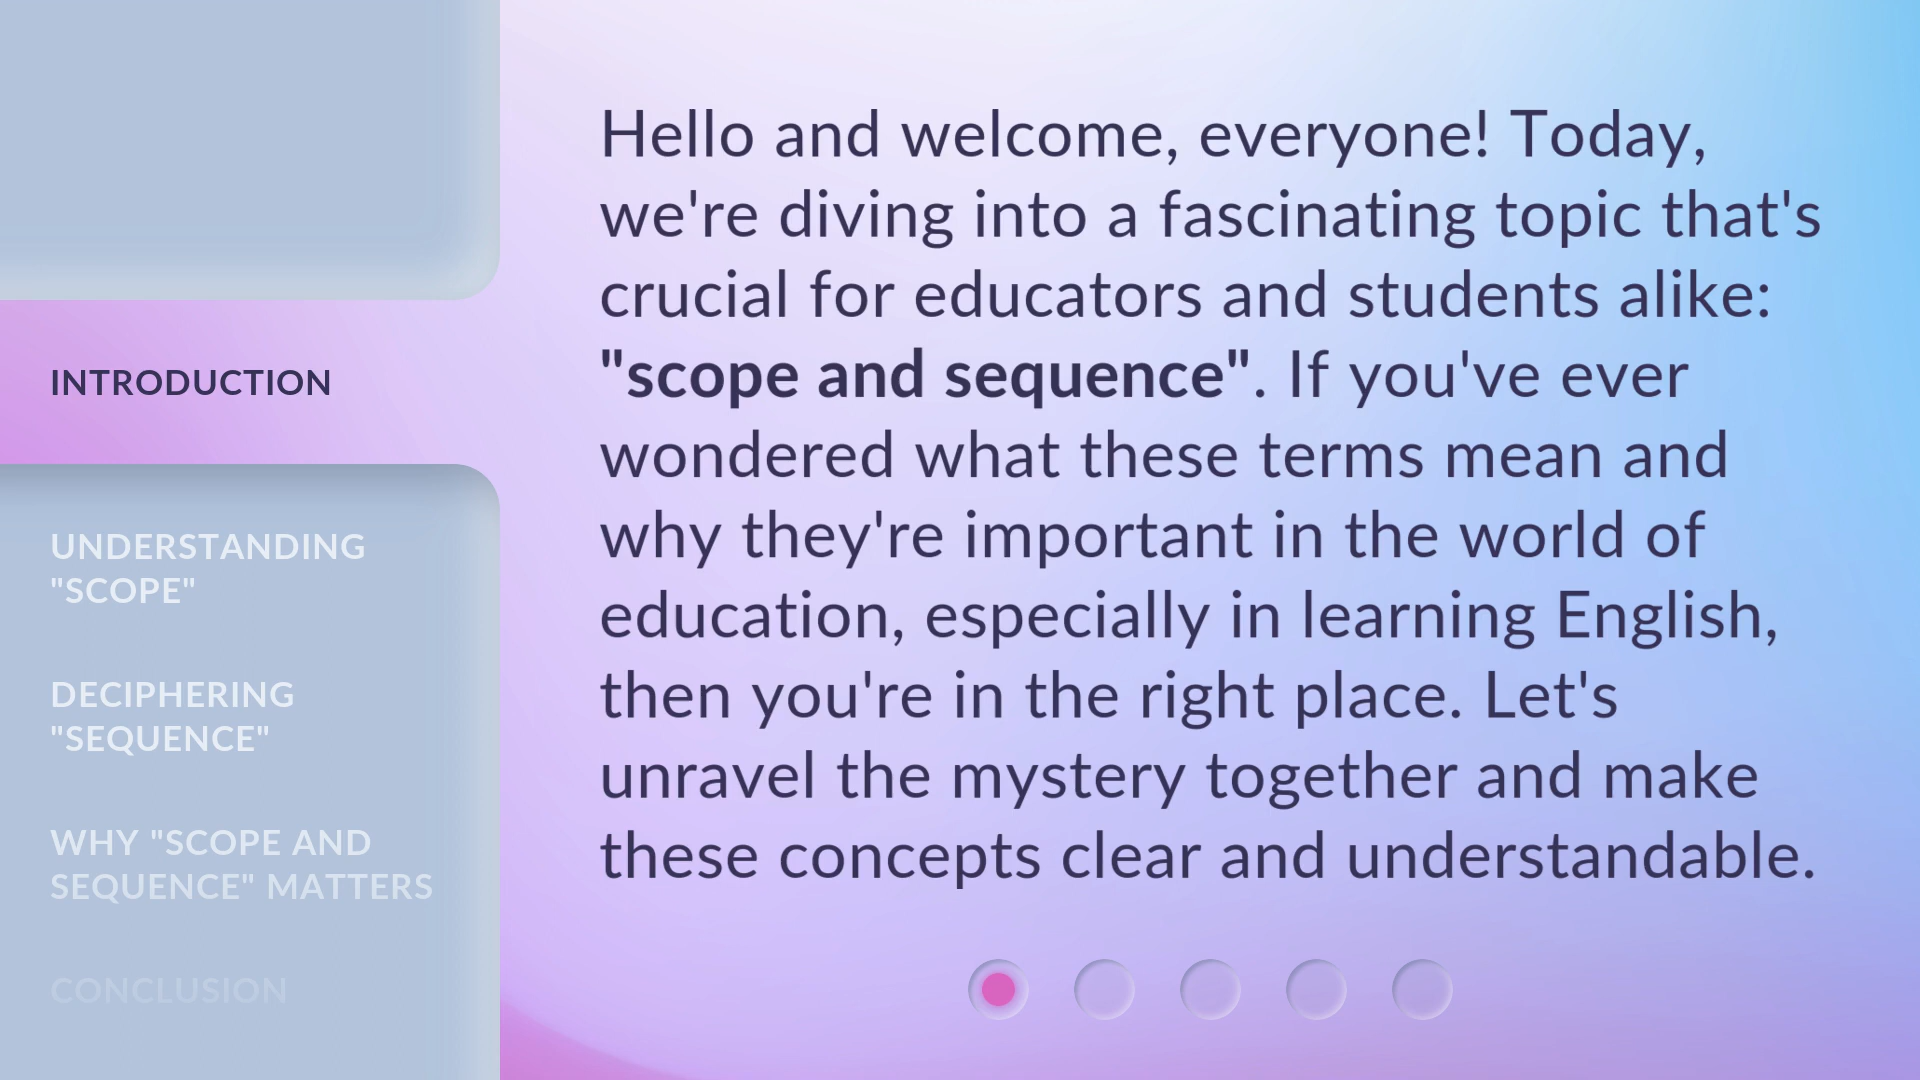 INTRODUCTION
UNDERSTANDING
"SCOPE"
DECIPHERING
"SEQUENCE"
WHY "SCOPE AND
SEQUENCE" MATTERS
CONCLUSION
Hello and welcome, everyone! Today,
we're diving into a fascinating topic that's
crucial for educators and students alike:
"scope and sequence". If you've ever
wondered what these terms mean and
why they're important in the world of
education, especially in learning English,
then you're in the right place. Let's
unravel the mystery together and make
these concepts clear and understandable.